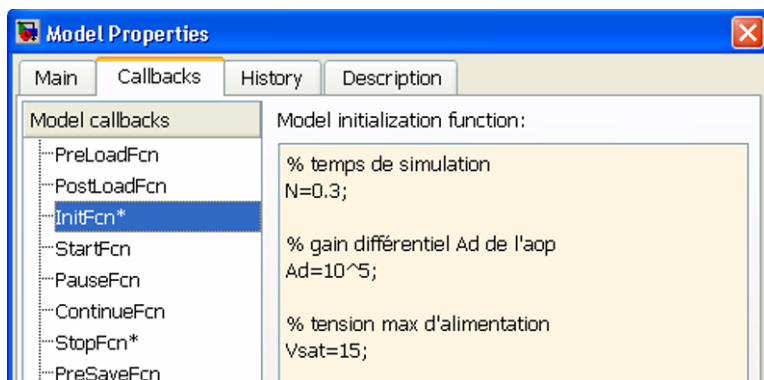 Model Properties
Main Callbacks History Description
Model callbacks
PreLoadFcn
PostLoadFcn
InitFcn*
StartFcn
PauseFcn
ContinueFcn
StopFcn*
PreSaveFcn
Model initialization function:
% temps de simulation
N=0.3;
% gain différentiel Ad de l'aop
Ad=10^5;
% tension max d'alimentation
Vsat=15;